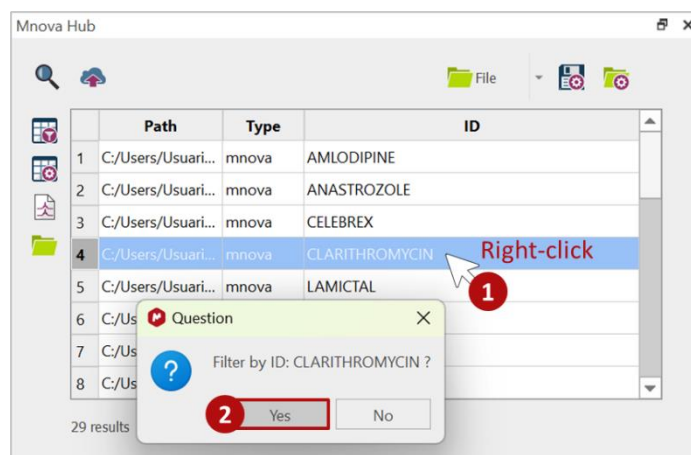 Mnova Hub
File
Path Type ID
1 C:/Users/Usuari... mnova AMLODIPINE
2 C:/Users/Usuari... mnova ANASTROZOLE
3 C:/Users/Usuari... mnova CELEBREX
4 C:/Users/Usuari... mnova CLARITHROMYCIN Right-click
1
5 C:/Users/Usuari... mnova LAMICTAL
6 C:/Us
Question
7 C:/Us
Filter by ID: CLARITHROMYCIN ?
8 C:/Us
2 Yes No
29 results